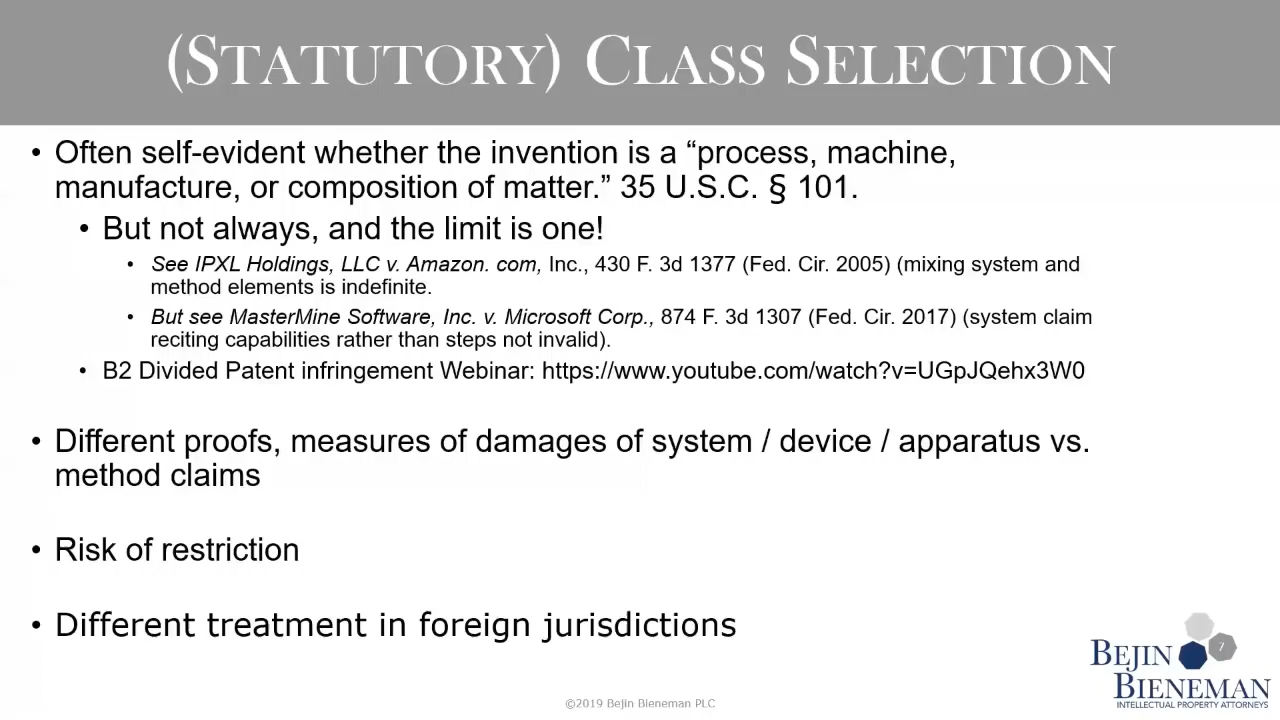 (STATUTORY) CLASS SELECTION
• Often self-evident whether the invention is a “process, machine,
manufacture, or composition of matter.” 35 U.S.C. § 101.
• But not always, and the limit is one!
• See IPXL Holdings, LLC v. Amazon. com, Inc., 430 F. 3d 1377 (Fed. Cir. 2005) (mixing system and
method elements is indefinite.
• But see MasterMine Software, Inc. v. Microsoft Corp., 874 F. 3d 1307 (Fed. Cir. 2017) (system claim
reciting capabilities rather than steps not invalid).
• B2 Divided Patent infringement Webinar: https://www.youtube.com/watch?v=UGpJQehx3W0
• Different proofs, measures of damages of system / device / apparatus vs.
method claims
• Risk of restriction
• Different treatment in foreign jurisdictions
7
BEJIN
BIENEMAN
INTELLECTUAL PROPERTY ATTORNEYS
©2019 Bejin Bieneman PLC